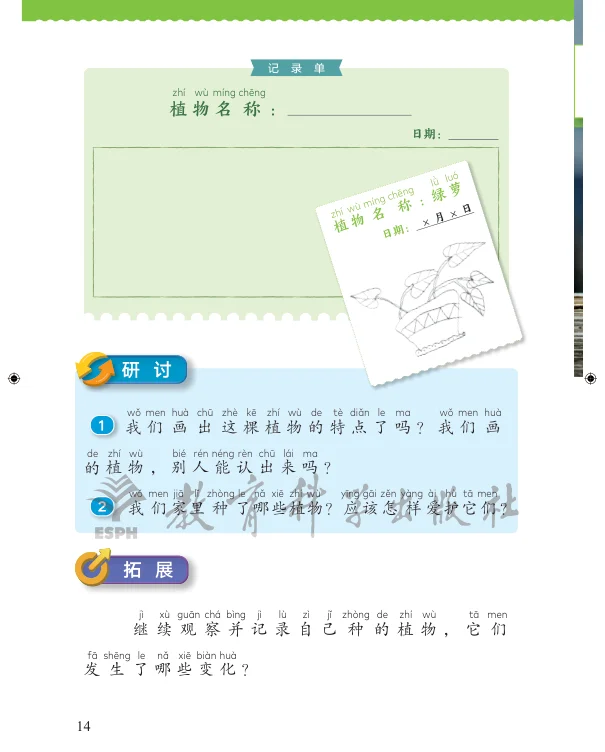 记录单
zhí wù míng chēng
植物名称：
日期：
zhí wù míng chēng lǜ luó
植物名称：绿萝
日期：×月×日
研讨
wǒ men huà chū zhè kē zhí wù de tè diǎn le ma wǒ men huà
1 我们画出这棵植物的特点了吗？我们画
de zhí wù bié rén néng rèn chū lái ma
的植物，别人能认出来吗？
wǒ men jiā lǐ zhòng le nǎ xiē zhí wù yīng gāi zěn yàng ài hù tā men
2 我们家里种了哪些植物？应该怎样爱护它们？
ESPH 教育科学出版社
拓展
jì xù guān chá bìng jì lù zì jǐ zhòng de zhí wù tā men
继续观察并记录自己种的植物，它们
fā shēng le nǎ xiē biàn huà
发生了哪些变化？
14